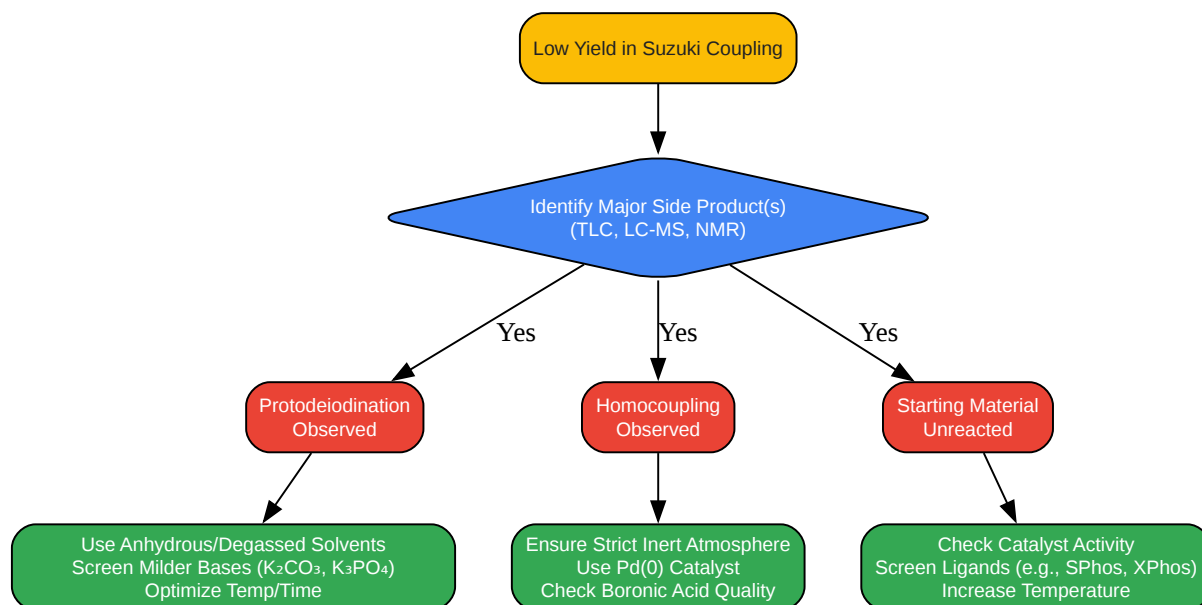 Low Yield in Suzuki Coupling
Identify Major Side Product(s)
(TLC, LC-MS, NMR)
Yes
Yes
Yes
Protodeiodination
Observed
Homocoupling
Observed
Starting Material
Unreacted
Use Anhydrous/Degassed Solvents
Screen Milder Bases (K₂CO₃, K₃PO₄)
Optimize Temp/Time
Ensure Strict Inert Atmosphere
Use Pd(0) Catalyst
Check Boronic Acid Quality
Check Catalyst Activity
Screen Ligands (e.g., SPhos, XPhos)
Increase Temperature